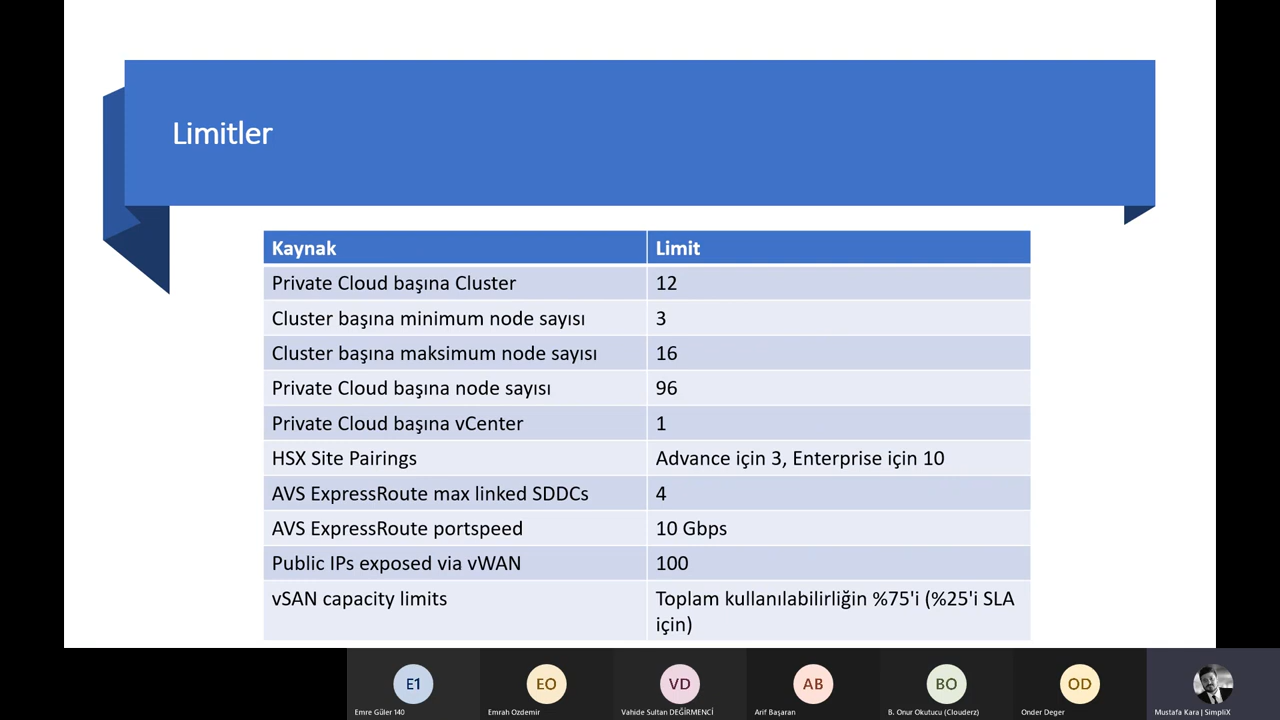 Limitler
Kaynak Limit
Private Cloud başına Cluster 12
Cluster başına minimum node sayısı 3
Cluster başına maksimum node sayısı 16
Private Cloud başına node sayısı 96
Private Cloud başına vCenter 1
HSX Site Pairings Advance için 3, Enterprise için 10
AVS ExpressRoute max linked SDDCs 4
AVS ExpressRoute portspeed 10 Gbps
Public IPs exposed via vWAN 100
vSAN capacity limits Toplam kullanılabilirliğin %75'i (%25'i SLA
için)
E1 EO VD AB BO OD
Emre Güler 140 Emrah Ozdemir Vahide Sultan DEĞİRMENCİ Arif Başaran B. Onur Okutucu (Clouderz) Onder Deger Mustafa Kara | SimpliX